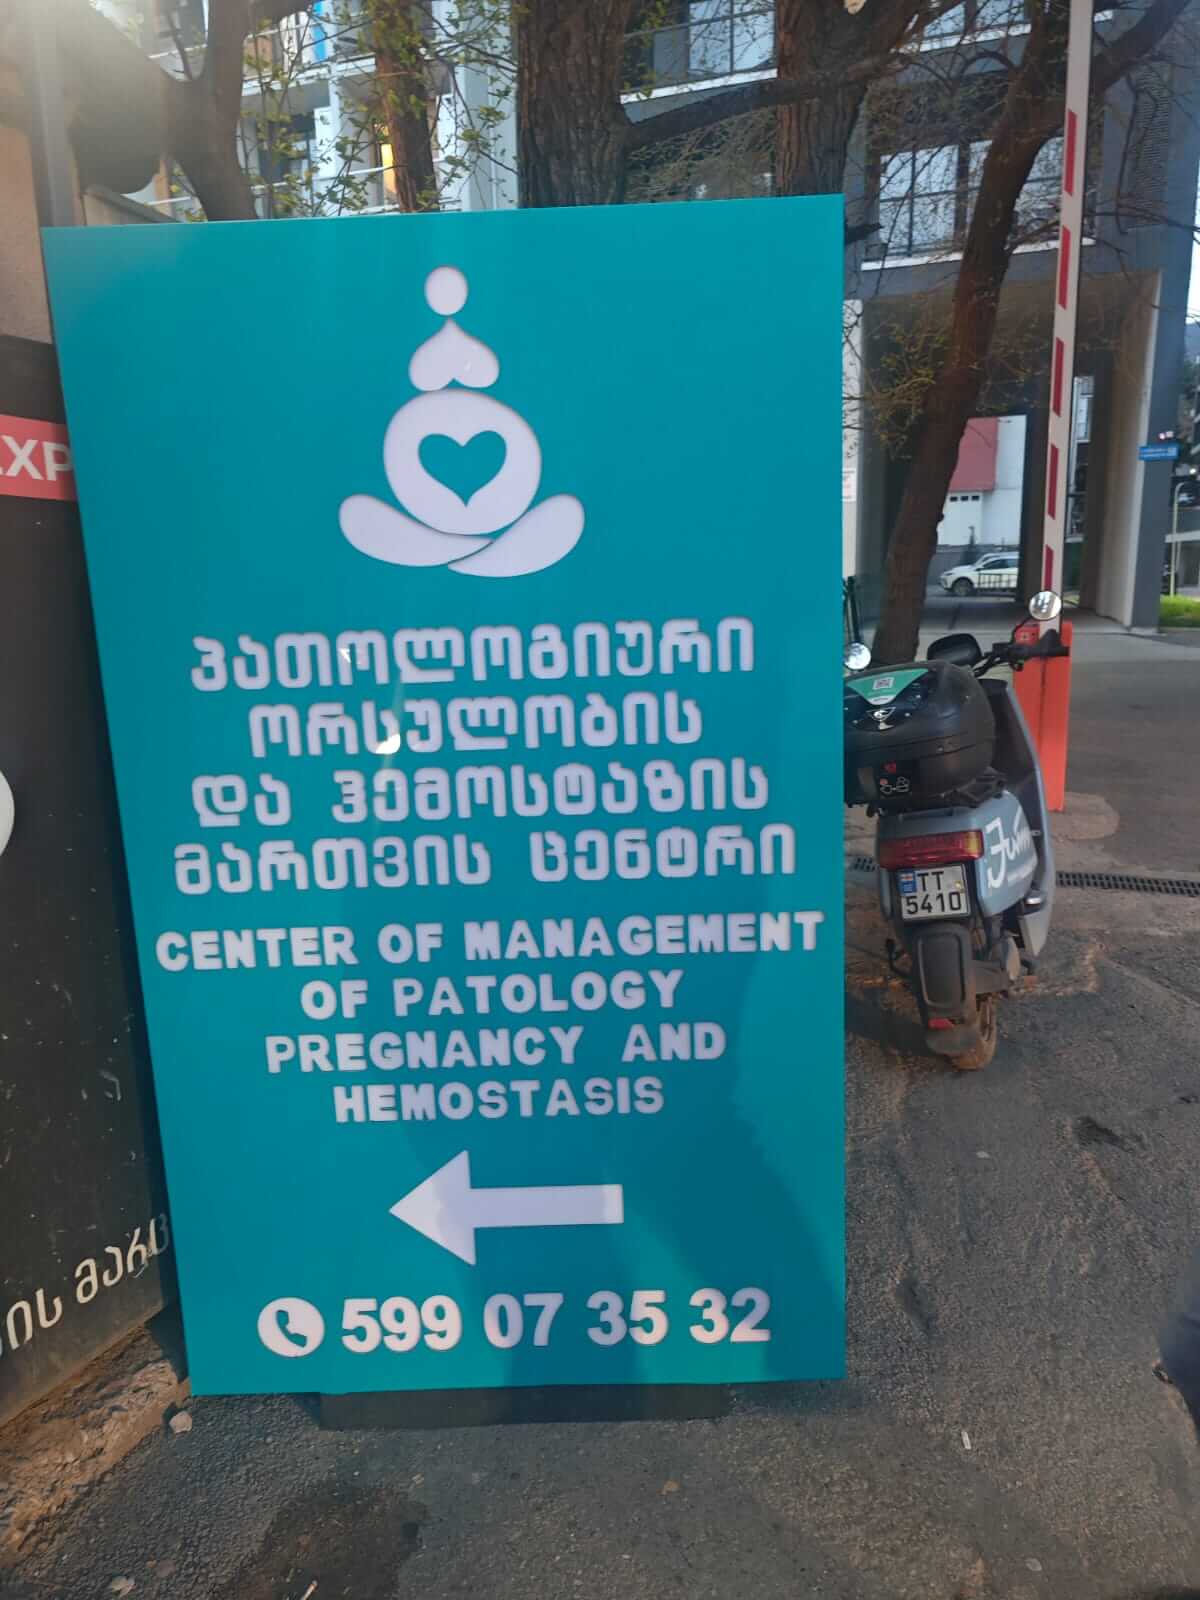 პათოლოგიური
ორსულობის
და ჰემოსტაზის
მართვის ცენტრი
CENTER OF MANAGEMENT
OF PATOLOGY
PREGNANCY AND
HEMOSTASIS
599 07 35 32
TT
5410